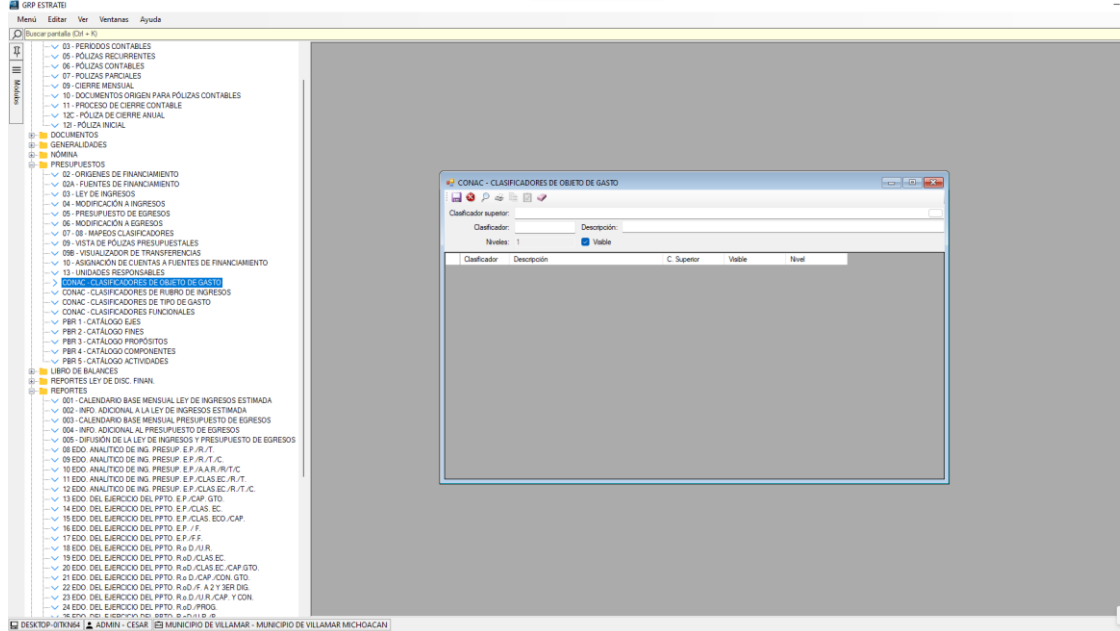 GRP ESTRATEI
Menú Editar Ver Ventanas Ayuda
Buscar pantalla (Ctrl + K)
Módulos
03 - PERIODOS CONTABLES
05 - PÓLIZAS RECURRENTES
06 - PÓLIZAS CONTABLES
07 - POLIZAS PARCIALES
09 - CIERRE MENSUAL
10 - DOCUMENTOS ORIGEN PARA PÓLIZAS CONTABLES
11 - PROCESO DE CIERRE CONTABLE
12C - PÓLIZA DE CIERRE ANUAL
12I - PÓLIZA INICIAL
DOCUMENTOS
GENERALIDADES
NÓMINA
PRESUPUESTOS
02 - ORIGENES DE FINANCIAMIENTO
02A - FUENTES DE FINANCIAMIENTO
03 - LEY DE INGRESOS
04 - MODIFICACIÓN A INGRESOS
05 - PRESUPUESTO DE EGRESOS
06 - MODIFICACIÓN A EGRESOS
07 - 08 - MAPEOS CLASIFICADORES
09 - VISTA DE PÓLIZAS PRESUPUESTALES
09B - VISUALIZADOR DE TRANSFERENCIAS
10 - ASIGNACIÓN DE CUENTAS A FUENTES DE FINANCIAMIENTO
13 - UNIDADES RESPONSABLES
CONAC - CLASIFICADORES DE OBJETO DE GASTO
CONAC - CLASIFICADORES DE RUBRO DE INGRESOS
CONAC - CLASIFICADORES DE TIPO DE GASTO
CONAC - CLASIFICADORES FUNCIONALES
PBR 1 - CATÁLOGO EJES
PBR 2 - CATÁLOGO FINES
PBR 3 - CATÁLOGO PROPÓSITOS
PBR 4 - CATÁLOGO COMPONENTES
PBR 5 - CATÁLOGO ACTIVIDADES
LIBRO DE BALANCES
REPORTES LEY DE DISC. FINAN.
REPORTES
001 - CALENDARIO BASE MENSUAL LEY DE INGRESOS ESTIMADA
002 - INFO. ADICIONAL A LA LEY DE INGRESOS ESTIMADA
003 - CALENDARIO BASE MENSUAL PRESUPUESTO DE EGRESOS
004 - INFO. ADICIONAL AL PRESUPUESTO DE EGRESOS
005 - DIFUSIÓN DE LA LEY DE INGRESOS Y PRESUPUESTO DE EGRESOS
08 EDO. ANALÍTICO DE ING. PRESUP. E.P./R./T.
09 EDO. ANALÍTICO DE ING. PRESUP. E.P./R./T./C.
10 EDO. ANALÍTICO DE ING. PRESUP. E.P./A.A.R./R/T/C
11 EDO. ANALÍTICO DE ING. PRESUP. E.P./CLAS.EC./R./T.
12 EDO. ANALÍTICO DE ING. PRESUP. E.P./CLAS.EC./R./T./C.
13 EDO. DEL EJERCICIO DEL PPTO. E.P./CAP. GTO.
14 EDO. DEL EJERCICIO DEL PPTO. E.P./CLAS. EC.
15 EDO. DEL EJERCICIO DEL PPTO. E.P./CLAS. ECO./CAP.
16 EDO. DEL EJERCICIO DEL PPTO. E.P. / F.
17 EDO. DEL EJERCICIO DEL PPTO. E.P./F.F.
18 EDO. DEL EJERCICIO DEL PPTO. R.o D./U.R.
19 EDO. DEL EJERCICIO DEL PPTO. R.oD./CLAS.EC.
20 EDO. DEL EJERCICIO DEL PPTO. R.oD./CLAS.EC./CAP.GTO.
21 EDO. DEL EJERCICIO DEL PPTO. R.o D./CAP./CON. GTO.
22 EDO. DEL EJERCICIO DEL PPTO. R.oD./F. A 2 Y 3ER DIG.
23 EDO. DEL EJERCICIO DEL PPTO. R.o.D./U.R./CAP. Y CON.
24 EDO. DEL EJERCICIO DEL PPTO. R.oD./PROG.
CONAC - CLASIFICADORES DE OBJETO DE GASTO
Clasificador superior:
Clasificador: Descripción:
Niveles: 1 Visible
Clasificador Descripción C. Superior Visible Nivel
DESKTOP-0ITKN64 ADMIN - CESAR MUNICIPIO DE VILLAMAR - MUNICIPIO DE VILLAMAR MICHOACAN